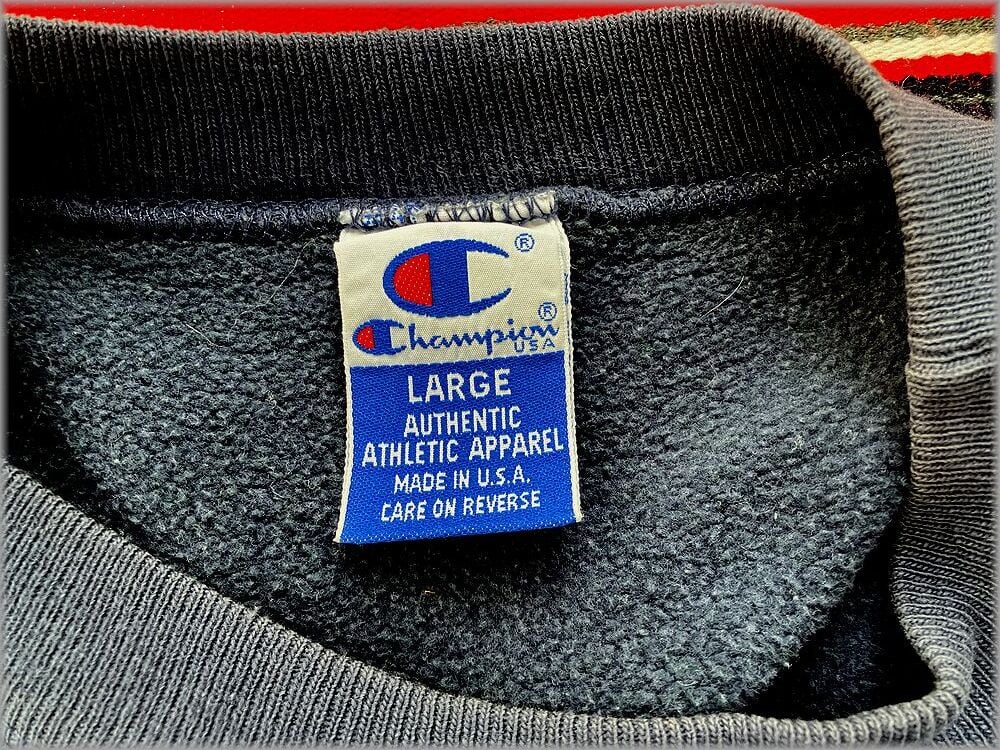 ®
Champion®
USA
LARGE
AUTHENTIC
ATHLETIC APPAREL
MADE IN U.S.A.
CARE ON REVERSE